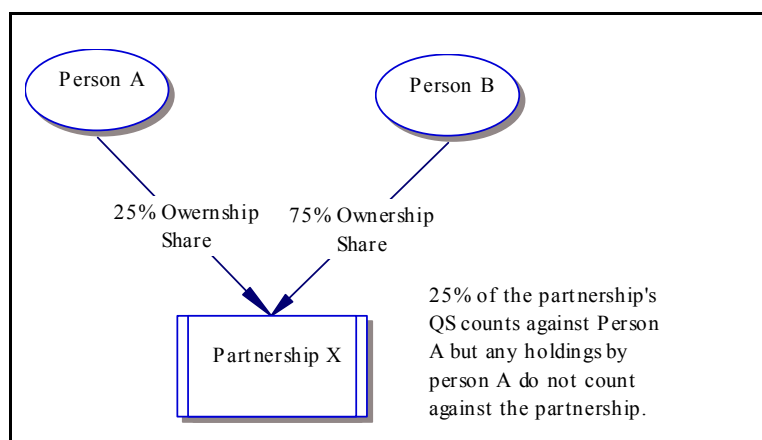 Person A
Person B
25% Owernship
Share
75% Ownership
Share
Partnership X
25% of the partnership's
QS counts against Person
A but any holdings by
person A do not count
against the partnership.